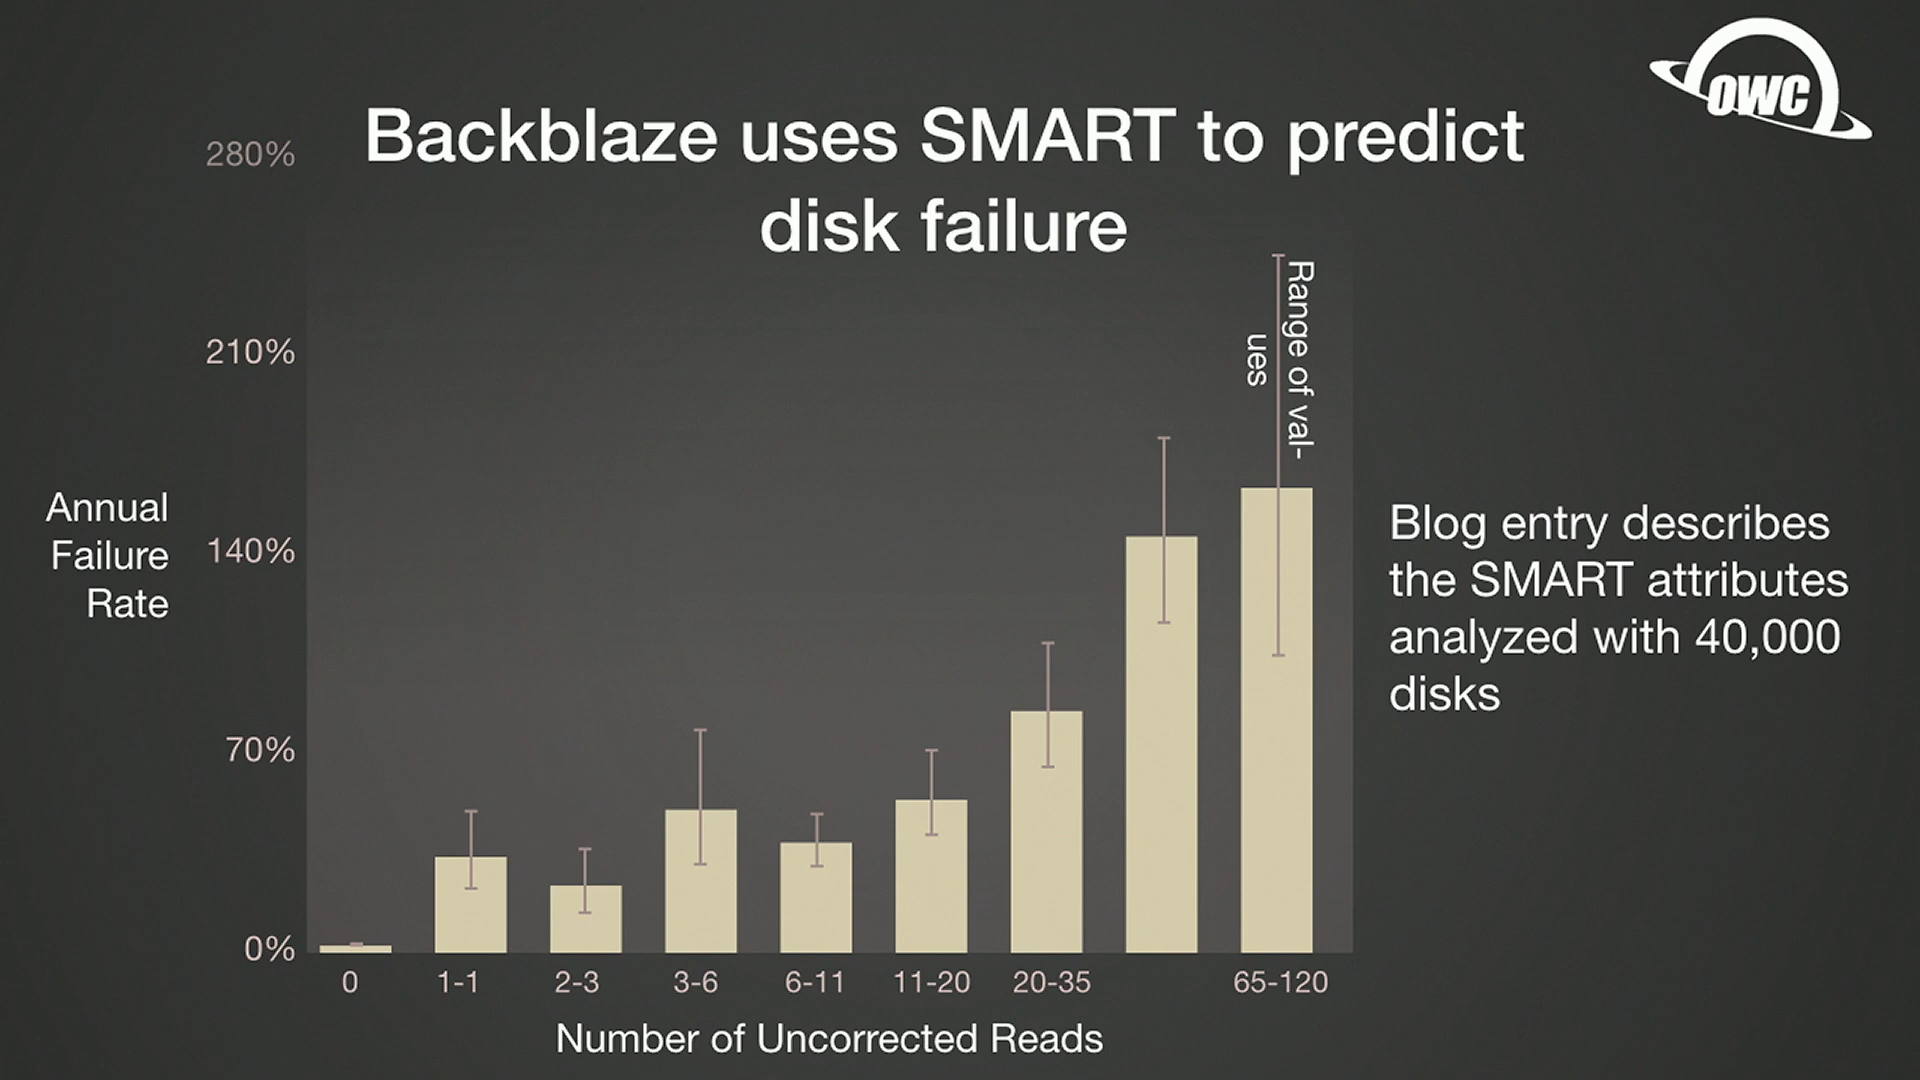 OWC
Backblaze uses SMART to predict
disk failure
280%
210%
140%
70%
0%
Annual
Failure
Rate
Range of val-
ues
Blog entry describes
the SMART attributes
analyzed with 40,000
disks
0 1-1 2-3 3-6 6-11 11-20 20-35 65-120
Number of Uncorrected Reads